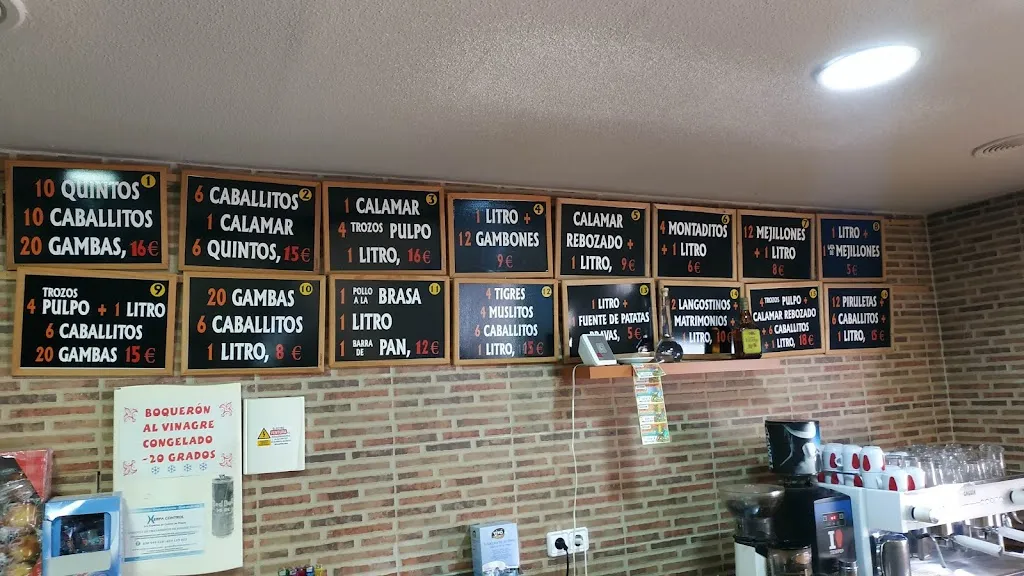 10 QUINTOS 1
10 CABALLITOS
20 GAMBAS, 16€
6 CABALLITOS 2
1 CALAMAR
6 QUINTOS, 15€
1 CALAMAR 3
4 TROZOS PULPO
1 LITRO, 16€
1 LITRO + 4
12 GAMBONES
9€
CALAMAR 5
REBOZADO +
1 LITRO, 9€
4 MONTADITOS 6
+ 1 LITRO
6€
12 MEJILLONES 7
+ 1 LITRO
8€
1 LITRO + 8
1 MEJILLONES
5€
TROZOS 9
4 PULPO + 1 LITRO
6 CABALLITOS
20 GAMBAS 15€
20 GAMBAS 10
6 CABALLITOS
1 LITRO, 8€
1 POLLO A LA BRASA 11
1 LITRO
1 BARRA DE PAN, 12€
4 TIGRES 12
4 MUSLITOS
6 CABALLITOS
1 LITRO, 15€
1 LITRO + 13
FUENTE DE PATATAS
BRAVAS, 5€
2 LANGOSTINOS 14
MATRIMONIO
LITRO, 10€
TROZOS PULPO +
CALAMAR REBOZADO
+ 6 CABALLITOS
+ 1 LITRO, 18€
12 PIRULETAS +
6 CABALLITOS +
+ 1 LITRO, 15€
BOQUERÓN
AL VINAGRE
CONGELADO
-20 GRADOS